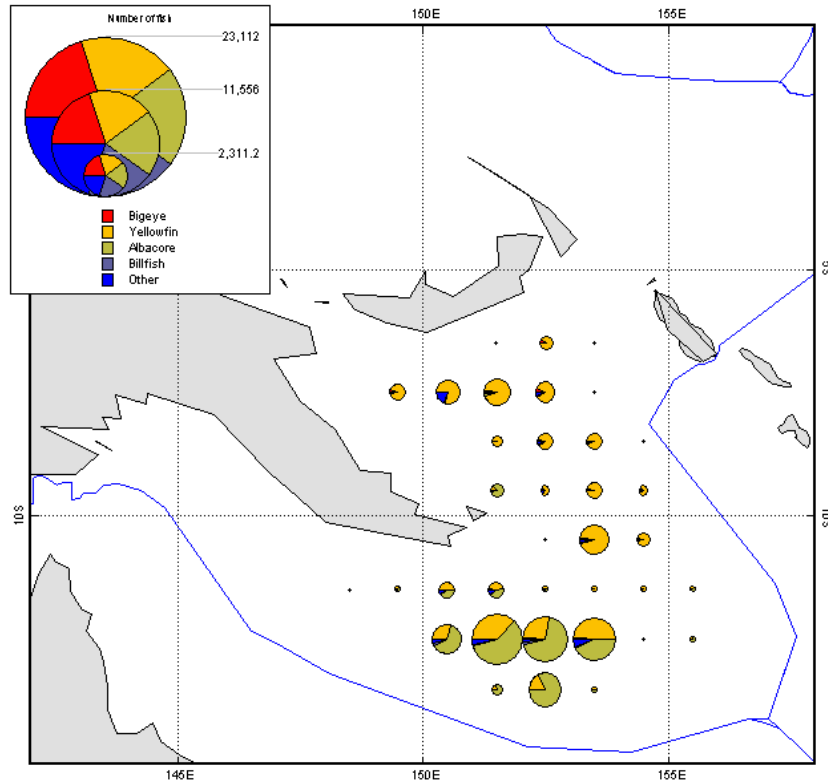 Number of fish
23,112
11,556
2,311.2
Bigeye
Yellowfin
Albacore
Billfish
Other
150E
155E
10S
145E
150E
155E